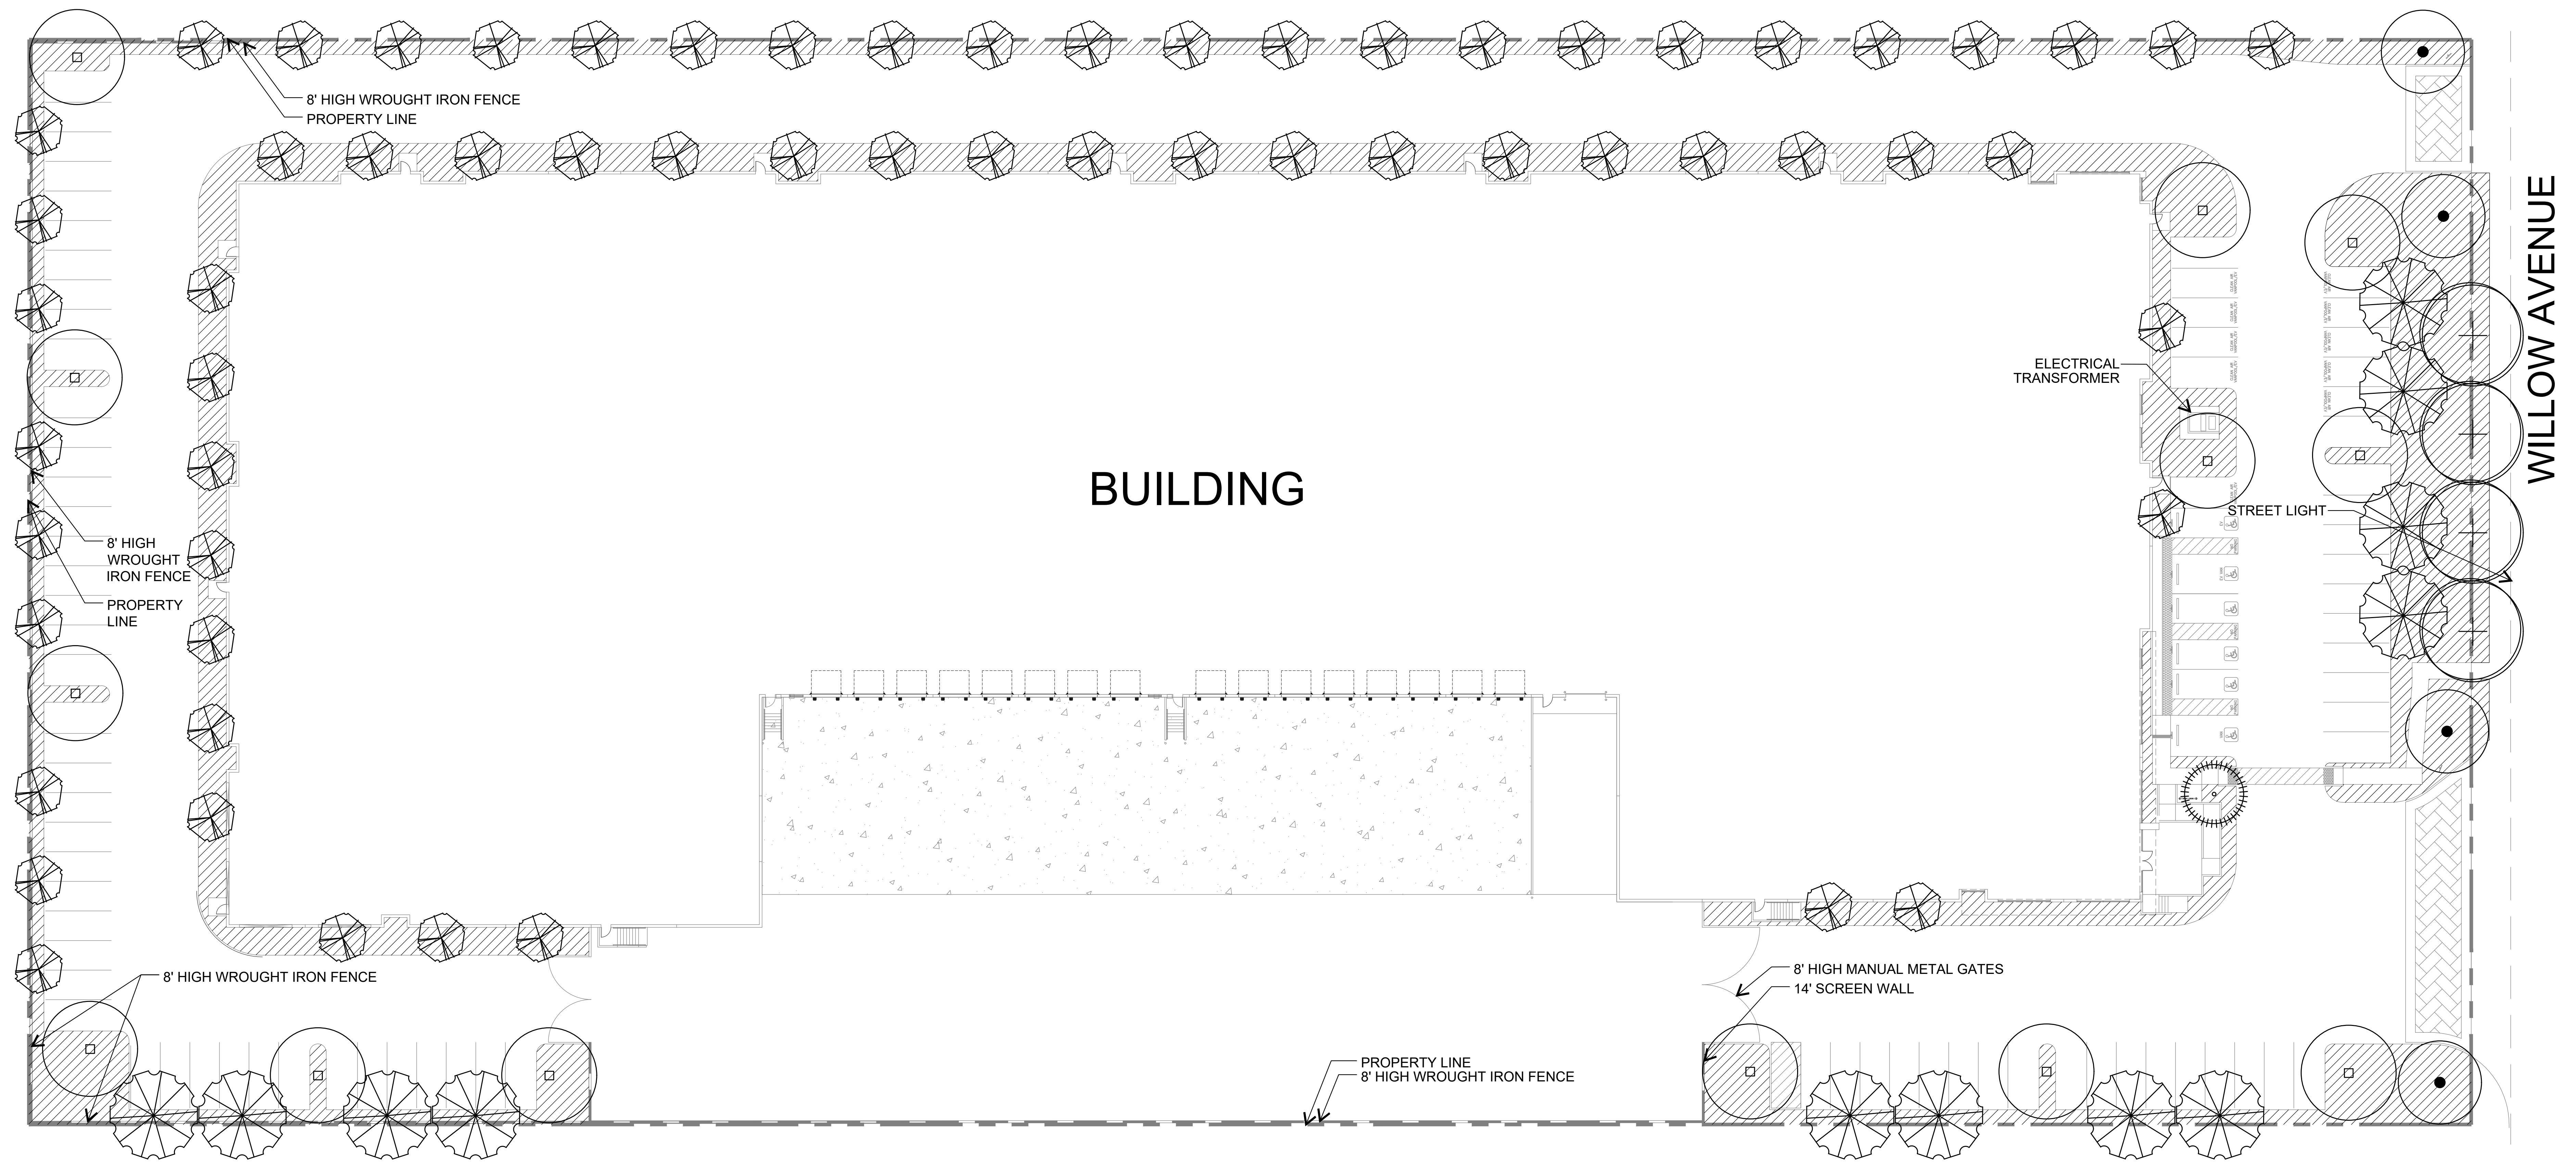 8' HIGH WROUGHT IRON FENCE
PROPERTY LINE
WILLOW AVENUE
ELECTRICAL
TRANSFORMER
BUILDING
STREET LIGHT
8' HIGH
WROUGHT
IRON FENCE
PROPERTY
LINE
8' HIGH WROUGHT IRON FENCE
8' HIGH MANUAL METAL GATES
14' SCREEN WALL
PROPERTY LINE
8' HIGH WROUGHT IRON FENCE